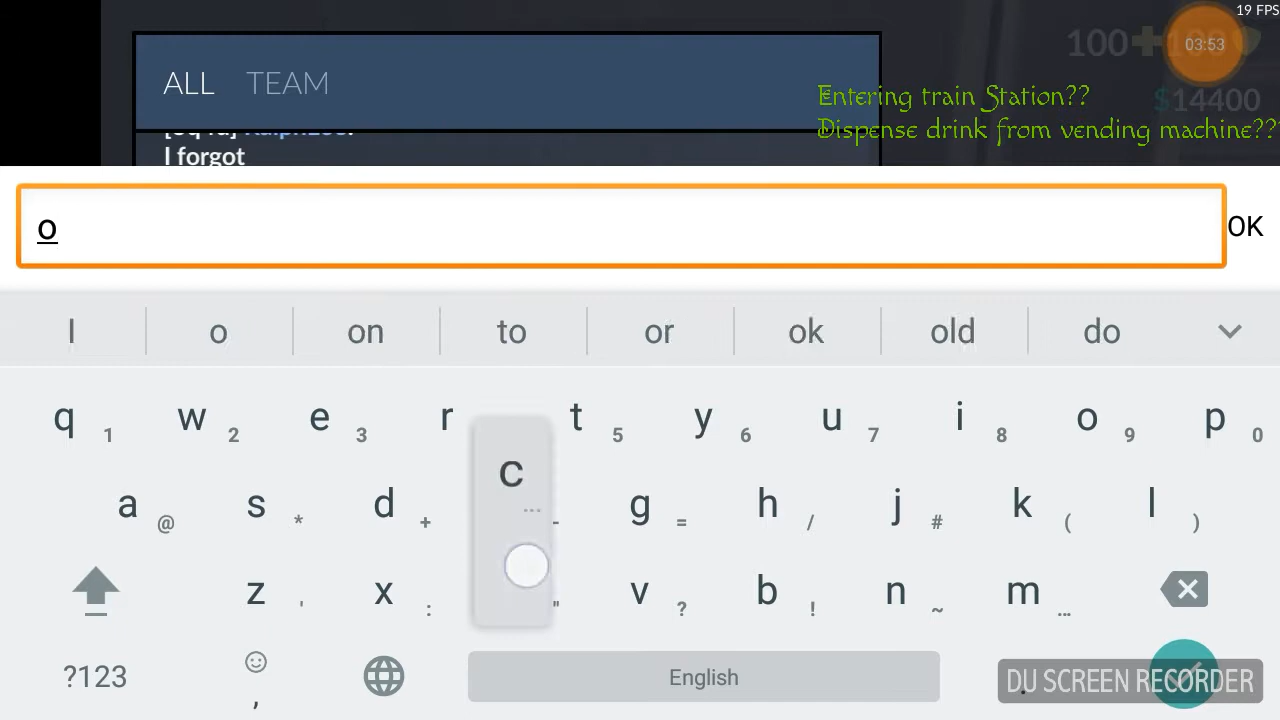 19 FPS
100
03:53
$14400
ALL TEAM
Entering train Station??
Dispense drink from vending machine??
I forgot
o
OK
I o on to or ok old do
q 1 w 2 e 3 r t 5 y 6 u 7 i 8 o 9 p 0
c
a @ s * d + - g = h / j # k ( l )
z ' x : " v ? b ! n ~ m ...
?123 , English .
DU SCREEN RECORDER